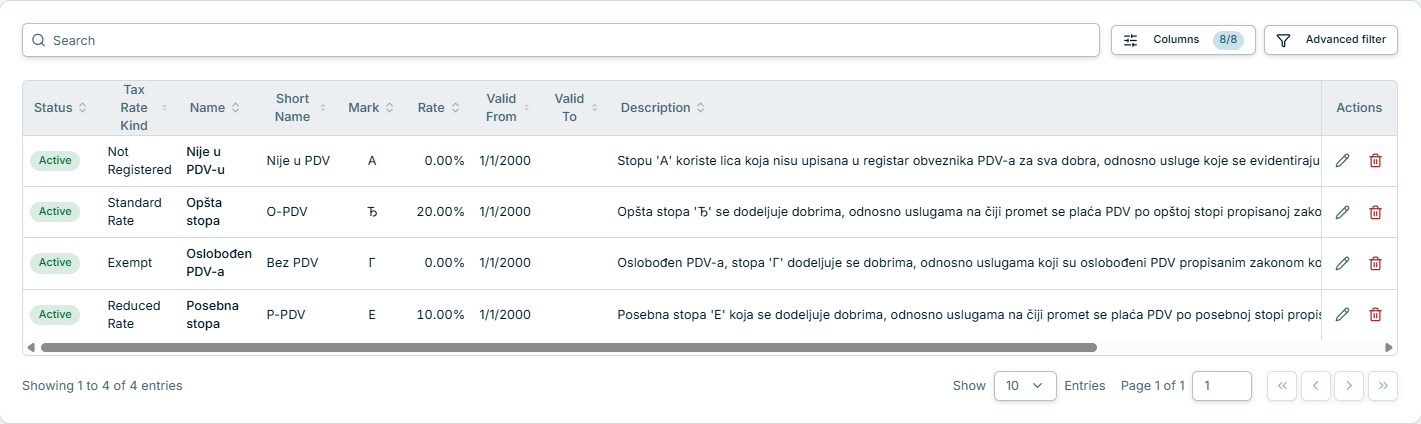 Search
Columns 8/8 Advanced filter
Status Tax Rate Kind Name Short Name Mark Rate Valid From Valid To Description Actions
Active Not Registered Nije u PDV-u Nije u PDV А 0.00% 1/1/2000 Stopu 'А' koriste lica koja nisu upisana u registar obveznika PDV-a za sva dobra, odnosno usluge koje se evidentiraju
Active Standard Rate Opšta stopa O-PDV Ђ 20.00% 1/1/2000 Opšta stopa 'Ђ' se dodeljuje dobrima, odnosno uslugama na čiji promet se plaća PDV po opštoj stopi propisanoj zako
Active Exempt Oslobođen PDV-a Bez PDV Г 0.00% 1/1/2000 Oslobođen PDV-a, stopa 'Г' dodeljuje se dobrima, odnosno uslugama koji su oslobođeni PDV propisanim zakonom ko
Active Reduced Rate Posebna stopa P-PDV Е 10.00% 1/1/2000 Posebna stopa 'Е' koja se dodeljuje dobrima, odnosno uslugama na čiji promet se plaća PDV po posebnoj stopi propis
Showing 1 to 4 of 4 entries Show 10 Entries Page 1 of 1 1